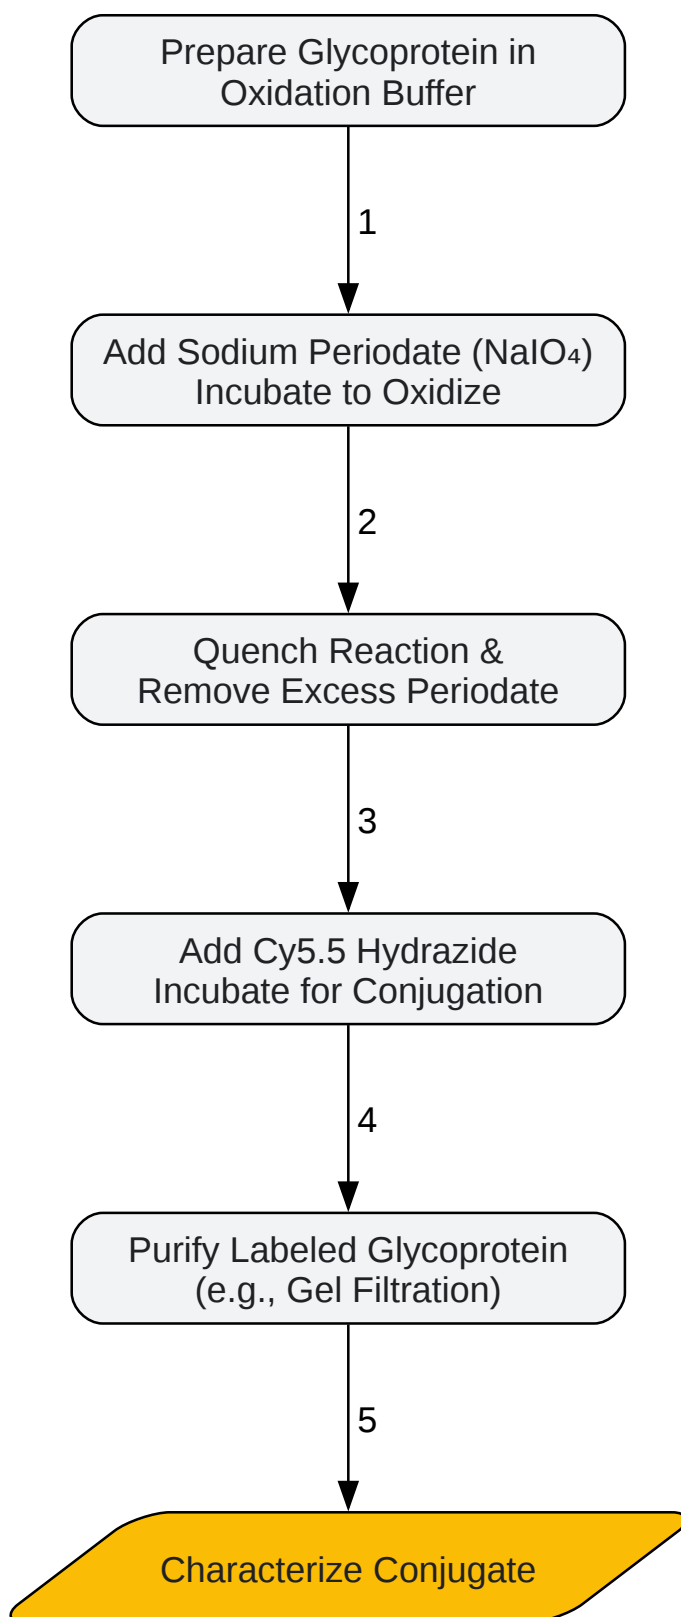 Prepare Glycoprotein in
Oxidation Buffer
1
Add Sodium Periodate (NaIO₄)
Incubate to Oxidize
2
Quench Reaction &
Remove Excess Periodate
3
Add Cy5.5 Hydrazide
Incubate for Conjugation
4
Purify Labeled Glycoprotein
(e.g., Gel Filtration)
5
Characterize Conjugate